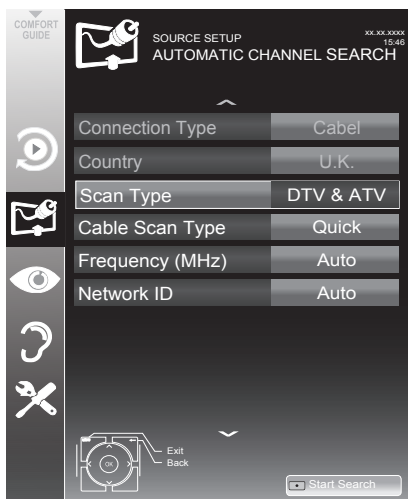 COMFORT
GUIDE
SOURCE SETUP
AUTOMATIC CHANNEL SEARCH
xx.xx.xxxx
15:46
Connection Type Cabel
Country U.K.
Scan Type DTV & ATV
Cable Scan Type Quick
Frequency (MHz) Auto
Network ID Auto
OK
Exit
Back
Start Search